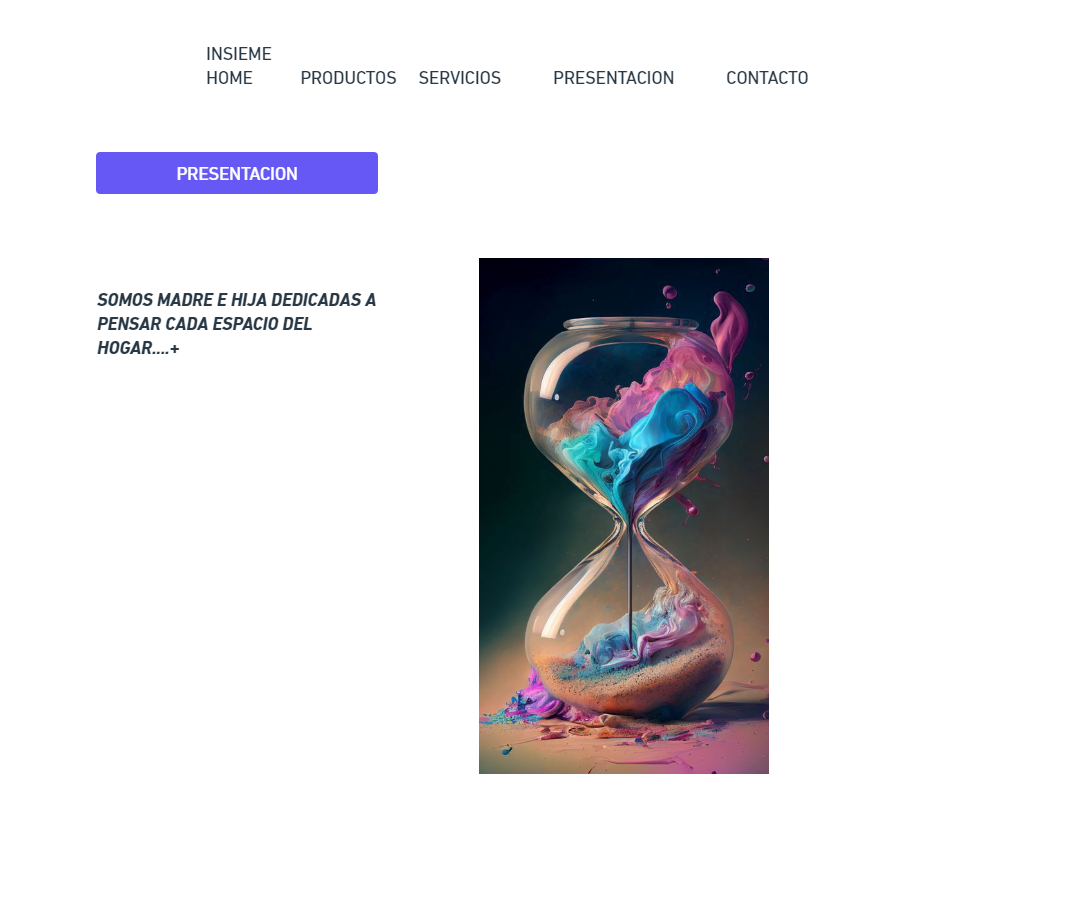 INSIEME
HOME PRODUCTOS SERVICIOS PRESENTACION CONTACTO
PRESENTACION
SOMOS MADRE E HIJA DEDICADAS A
PENSAR CADA ESPACIO DEL
HOGAR....+